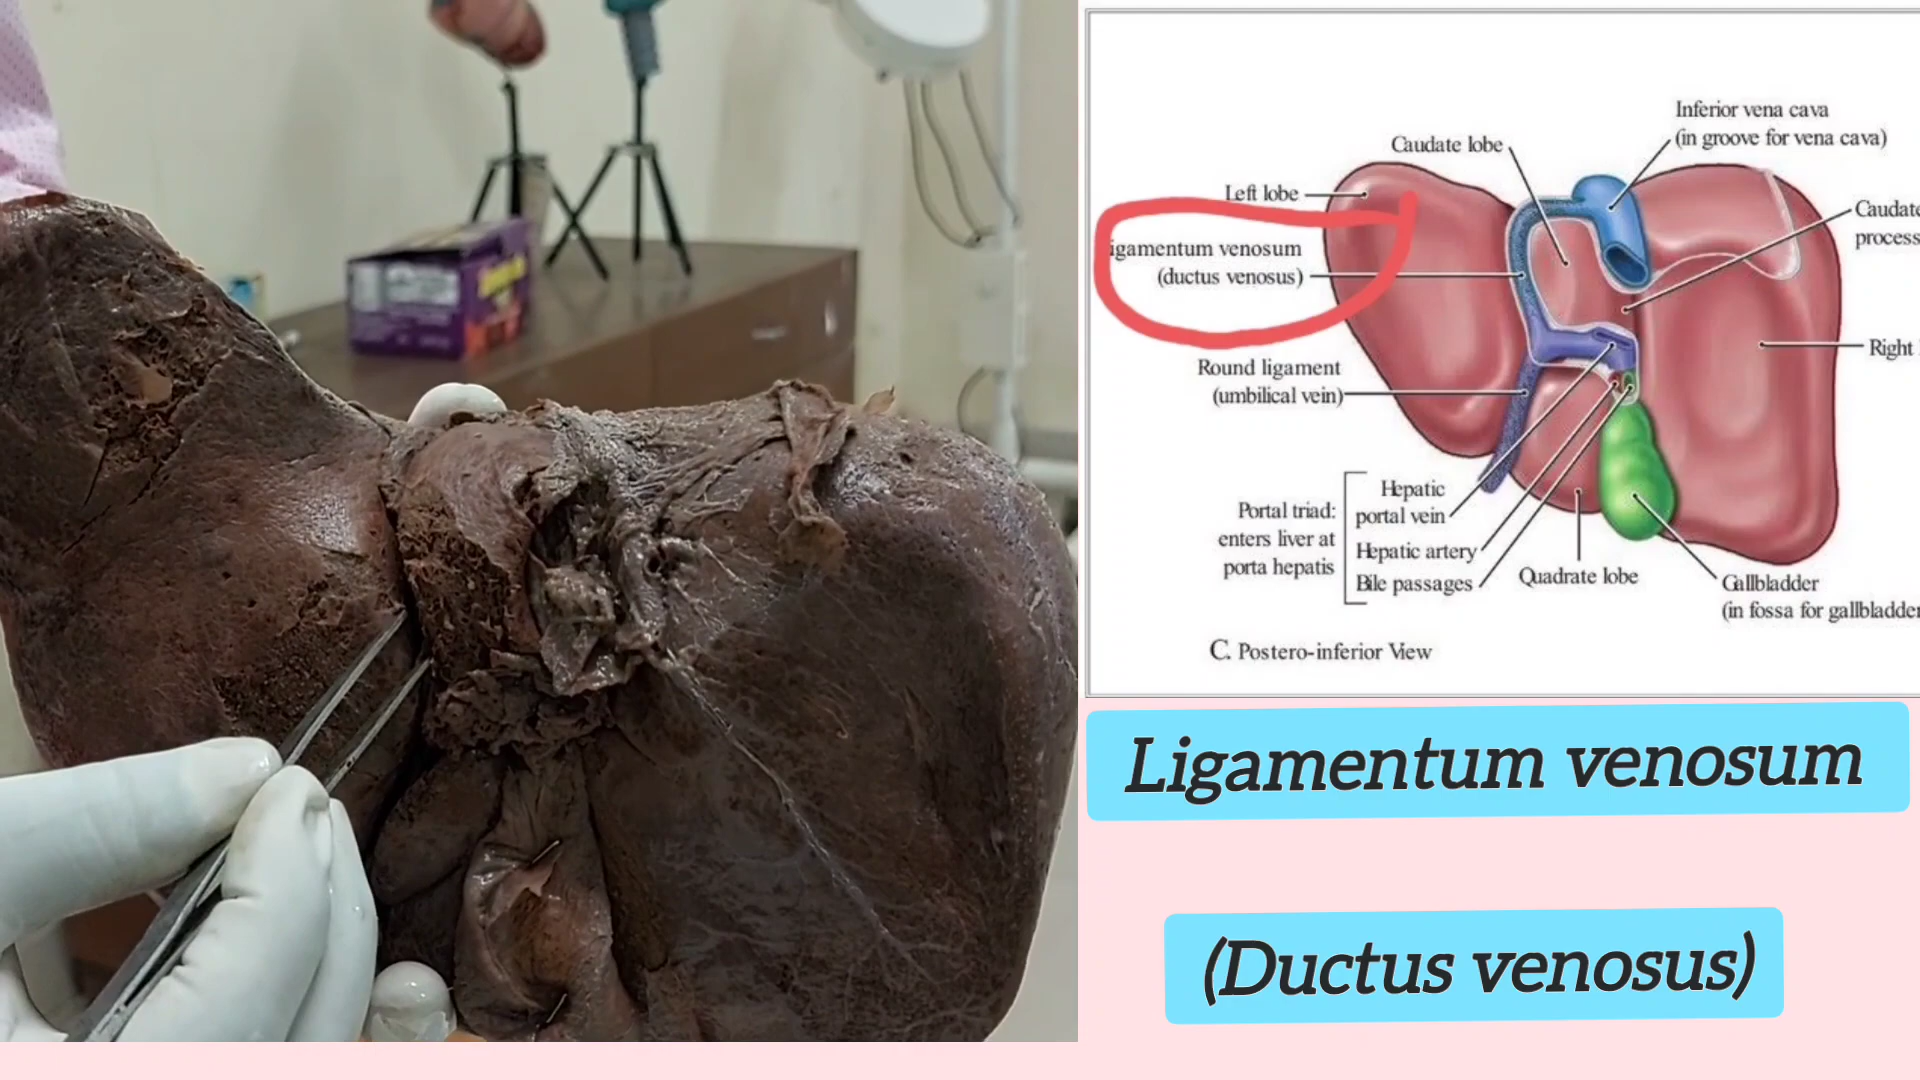 Inferior vena cava
(in groove for vena cava)
Caudate lobe
Left lobe
Caudate
process
igamentum venosum
(ductus venosus)
Right
Round ligament
(umbilical vein)
Portal triad:
enters liver at
porta hepatis
Hepatic
portal vein
Hepatic artery
Bile passages
Quadrate lobe
Gallbladder
(in fossa for gallbladder
C. Postero-inferior View
Ligamentum venosum
(Ductus venosus)